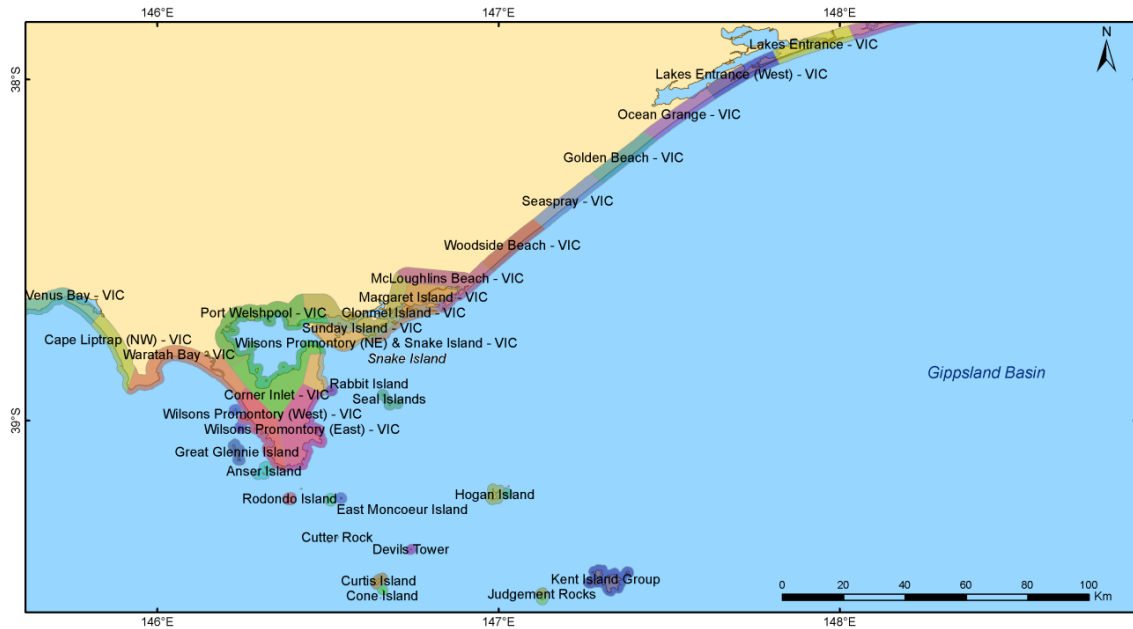 146°E
147°E
148°E
N
Lakes Entrance - VIC
38°S
Lakes Entrance (West) - VIC
Ocean Grange - VIC
Golden Beach - VIC
Seaspray - VIC
Woodside Beach - VIC
McLoughlins Beach - VIC
Venus Bay - VIC
Margaret Island - VIC
Port Welshpool - VIC
Clonmel Island - VIC
Sunday Island - VIC
Cape Liptrap (NW) - VIC
Wilsons Promontory (NE) & Snake Island - VIC
Waratah Bay - VIC
Snake Island
Gippsland Basin
Rabbit Island
Corner Inlet - VIC
Seal Islands
39°S
Wilsons Promontory (West) - VIC
Wilsons Promontory (East) - VIC
Great Glennie Island
Anser Island
Rodondo Island
Hogan Island
East Moncoeur Island
Cutter Rock
Devils Tower
Curtis Island
Kent Island Group
Cone Island
Judgement Rocks
0 20 40 60 80 100
Km
146°E
147°E
148°E